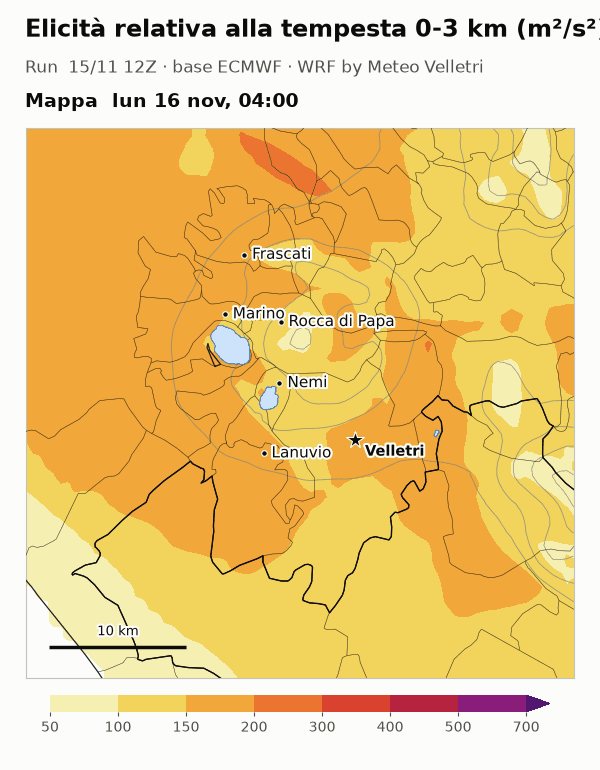 Elicità relativa alla tempesta 0-3 km (m²/s²)
Run 15/11 12Z · base ECMWF · WRF by Meteo Velletri
Mappa lun 16 nov, 04:00
Frascati
Marino
Rocca di Papa
Nemi
Velletri
Lanuvio
10 km
50 100 150 200 300 400 500 700